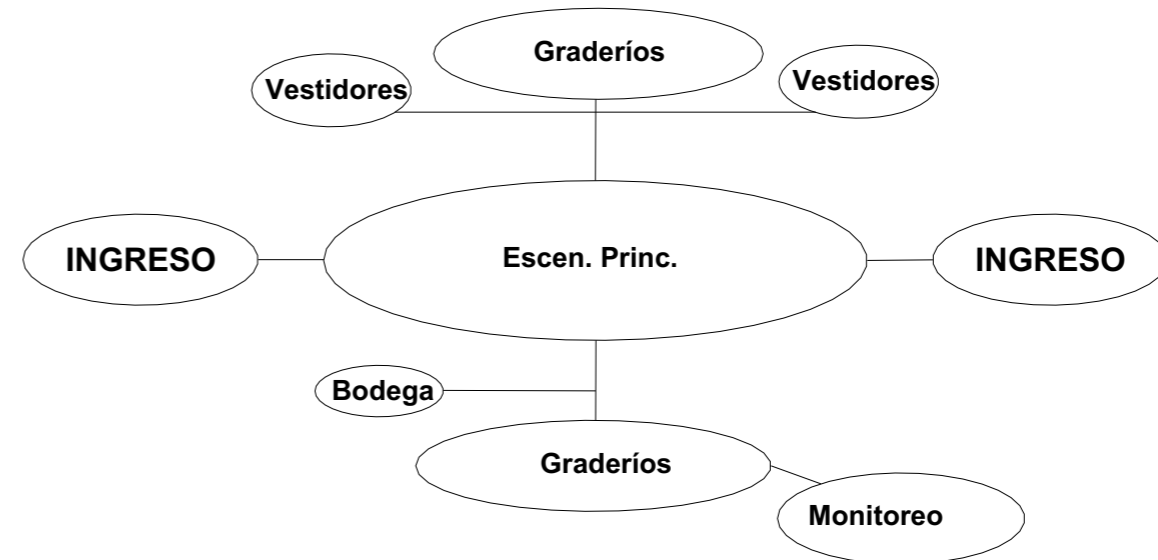 Graderíos
Vestidores
Vestidores
INGRESO
Escen. Princ.
INGRESO
Bodega
Graderíos
Monitoreo